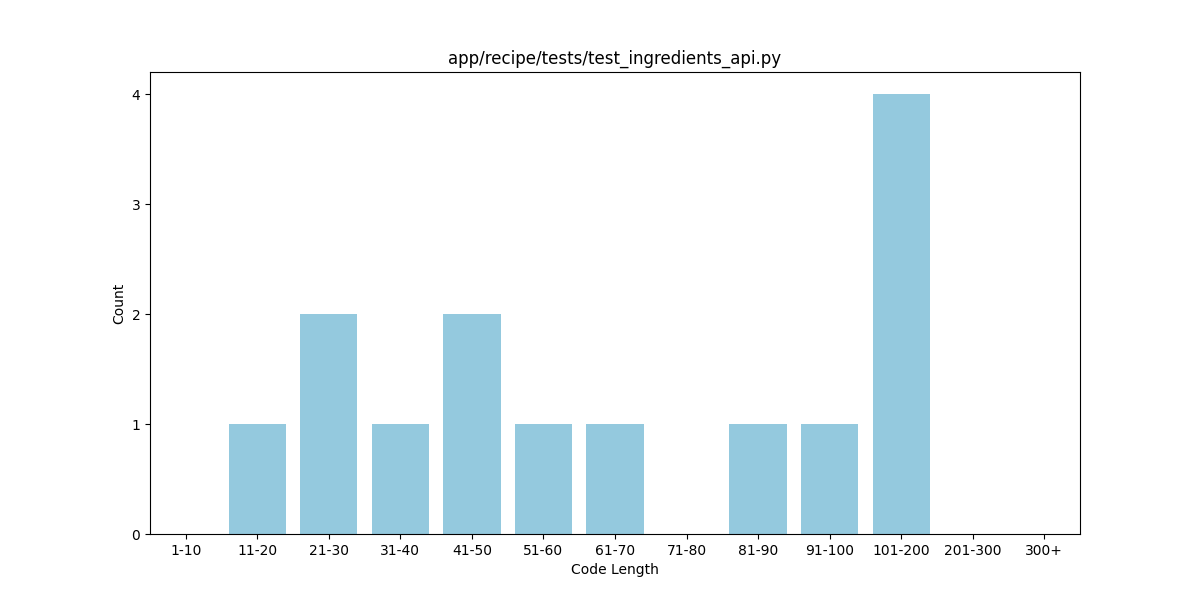 app/recipe/tests/test_ingredients_api.py
4
3
2
1
0
Count
1-10 11-20 21-30 31-40 41-50 51-60 61-70 71-80 81-90 91-100 101-200 201-300 300+
Code Length